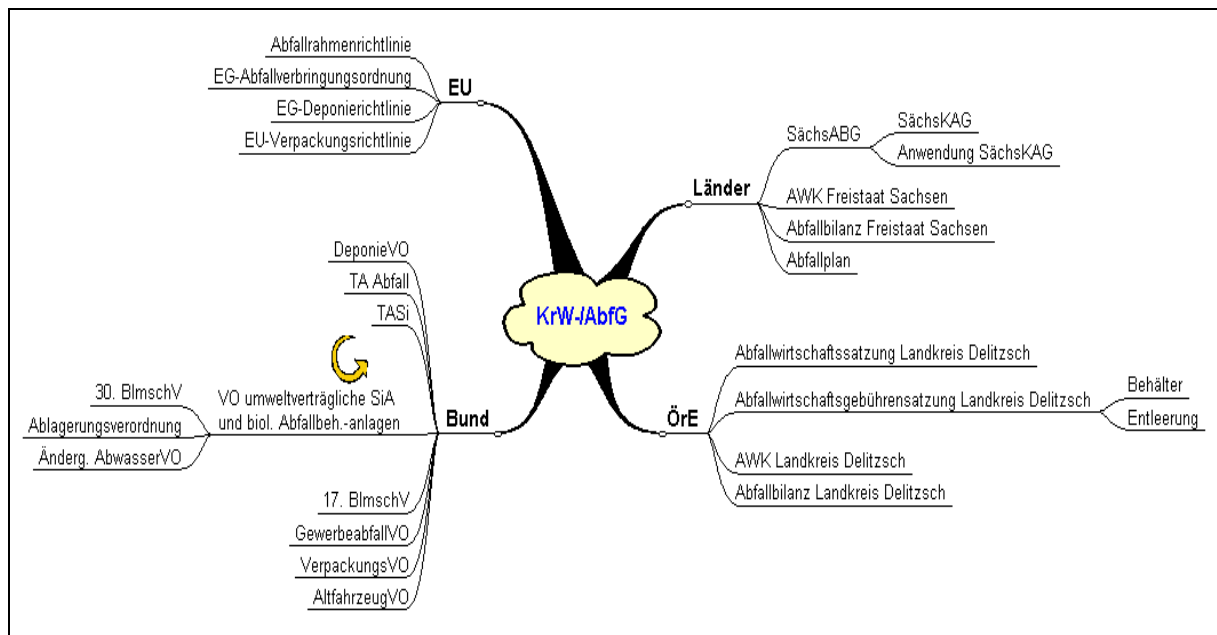 Abfallrahmenrichtlinie
EG-Abfallverbringungsordnung
EG-Deponierichtlinie
EU-Verpackungsrichtlinie
EU
SächsABG
SächsKAG
Anwendung SächsKAG
Länder
AWK Freistaat Sachsen
Abfallbilanz Freistaat Sachsen
Abfallplan
KrW-/AbfG
DeponieVO
TA Abfall
TASi
30. BImschV
Ablagerungsverordnung
Änderg. AbwasserVO
VO umweltverträgliche SiA
und biol. Abfallbeh.-anlagen
Bund
17. BImschV
GewerbeabfallVO
VerpackungsVO
AltfahrzeugVO
ÖrE
Abfallwirtschaftssatzung Landkreis Delitzsch
Abfallwirtschaftsgebührensatzung Landkreis Delitzsch
Behälter
Entleerung
AWK Landkreis Delitzsch
Abfallbilanz Landkreis Delitzsch